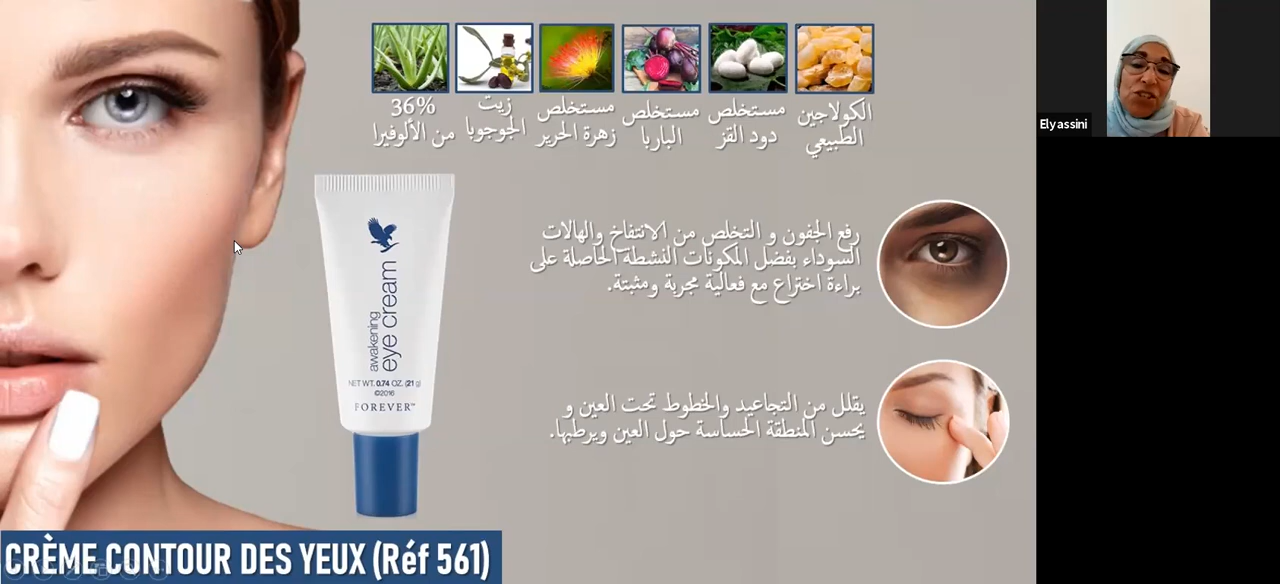 36%
من الألوفيرا
زيت
الجوجوبا
مستخلص
زهرة الحرير
مستخلص
الباربا
مستخلص
دود القز
الكولاجين
الطبيعي
Elyassini
رفع الجفون و التخلص من الانتفاخ والهالات
السوداء بفضل المكونات النشطة الحاصلة على
براءة اختراع مع فعالية مجربة ومثبتة.
awakening
eye cream
NET WT. 0.74 OZ. (21 g)
©2016
FOREVER™
يقلل من التجاعيد والخطوط تحت العين و
يحسن المنطقة الحساسة حول العين ويرطبها.
CRÈME CONTOUR DES YEUX (Réf 561)